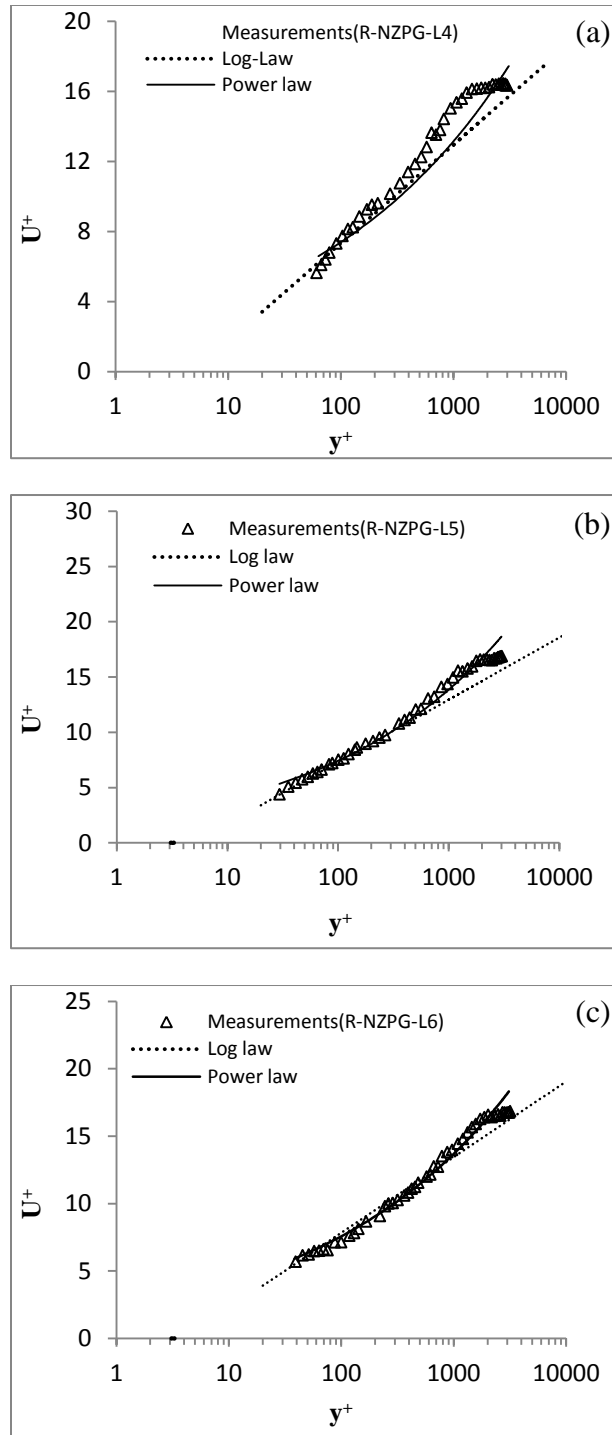 (a)
Measurements(R-NZPG-L4)
Log-Law
Power law
20
16
12
8
4
0
U+
1 10 100 1000 10000
y+
(b)
Measurements(R-NZPG-L5)
Log law
Power law
30
25
20
15
10
5
0
U+
1 10 100 1000 10000
y+
(c)
Measurements(R-NZPG-L6)
Log law
Power law
25
20
15
10
5
0
U+
1 10 100 1000 10000
y+